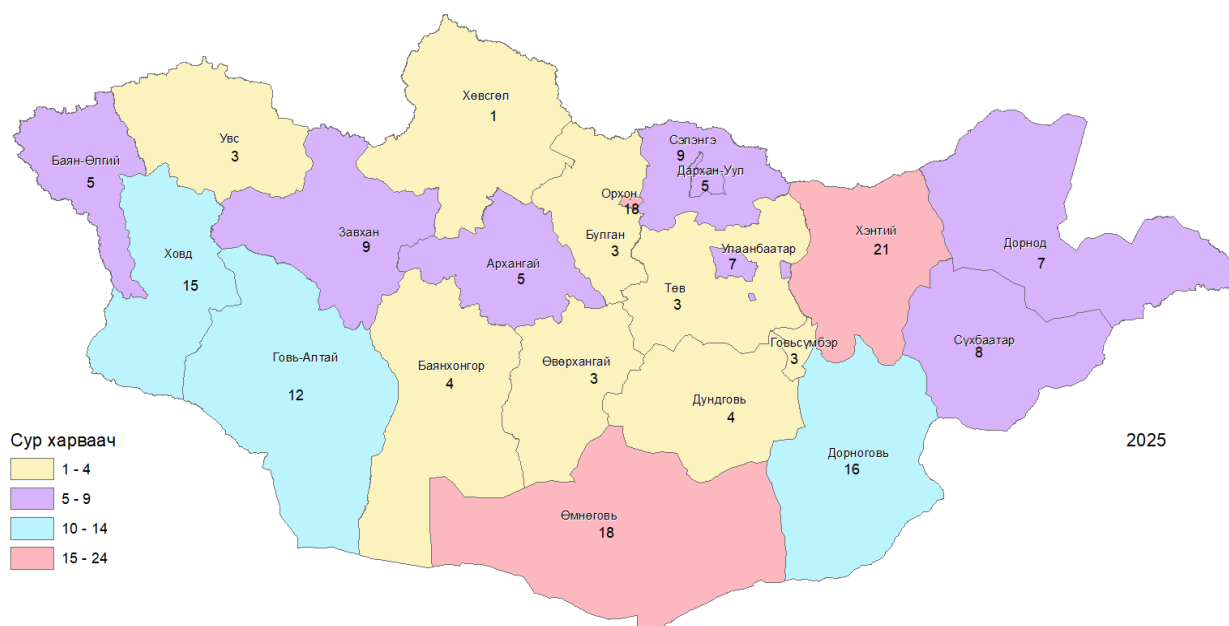 Хөвсгөл
1
Увс
3
Баян-Өлгий
5
Сэлэнгэ
9
Дархан-Уул
5
Орхон
18
Булган
3
Завхан
9
Ховд
15
Архангай
5
Улаанбаатар
7
Хэнтий
21
Дорнод
7
Төв
3
Говь-Алтай
12
Баянхонгор
4
Өвөрхангай
3
Говьсүмбэр
3
Сүхбаатар
8
Дундговь
4
Дорноговь
16
Өмнөговь
18
2025
Сур харваач
1 - 4
5 - 9
10 - 14
15 - 24